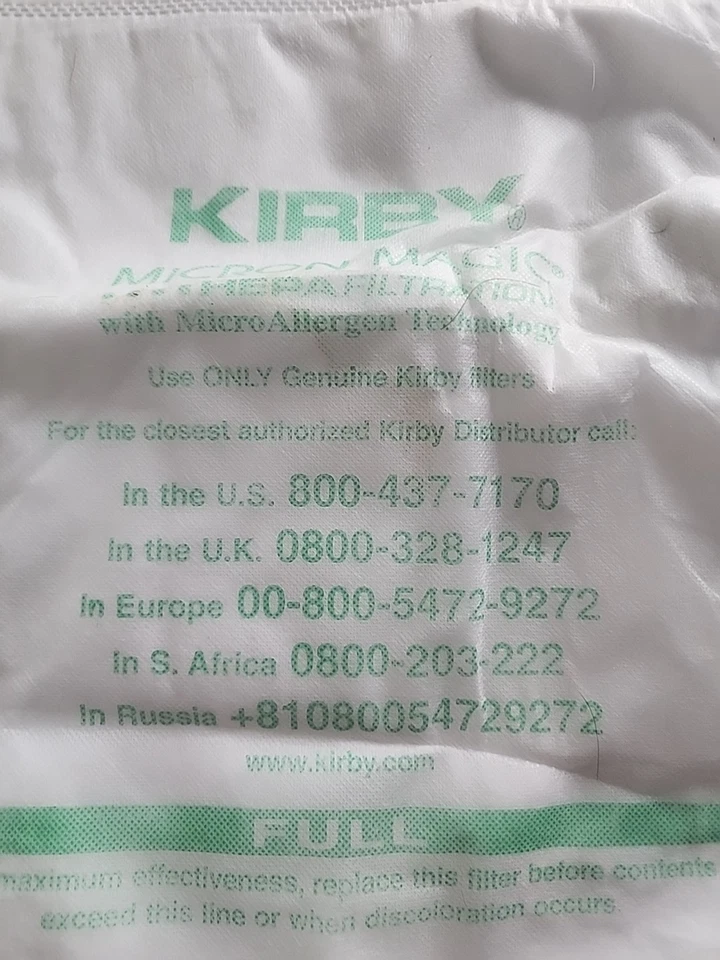 KIRBY®
MICRON MAGIC
HEPA FILTRATION
with MicroAllergen Technology
Use ONLY Genuine Kirby filters
For the closest authorized Kirby Distributor call:
In the U.S. 800-437-7170
In the U.K. 0800-328-1247
In Europe 00-800-5472-9272
In S. Africa 0800-203-222
In Russia +81080054729272
www.kirby.com
FULL
maximum effectiveness, replace this filter before contents
exceed this line or when discoloration occurs.